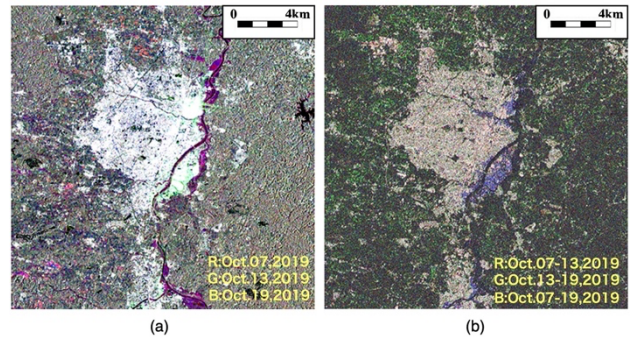 0 4km
R:Oct.07,2019
G:Oct.13,2019
B:Oct.19,2019
(a)
0 4km
R:Oct.07-13,2019
G:Oct.13-19,2019
B:Oct.07-19,2019
(b)